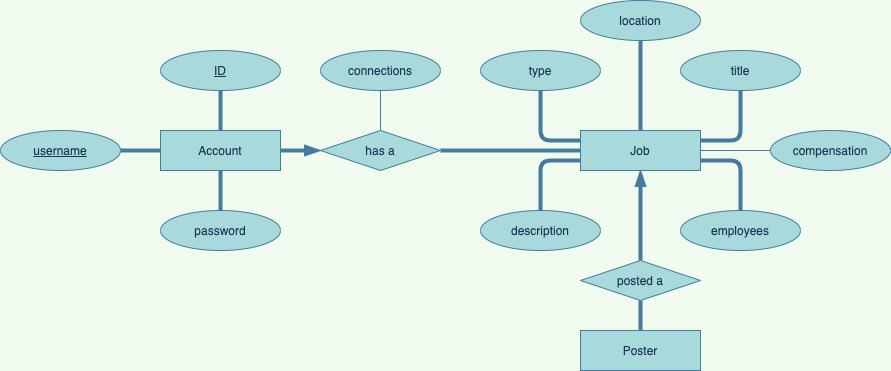 location
ID
connections
type
title
username
Account
has a
Job
compensation
password
description
employees
posted a
Poster